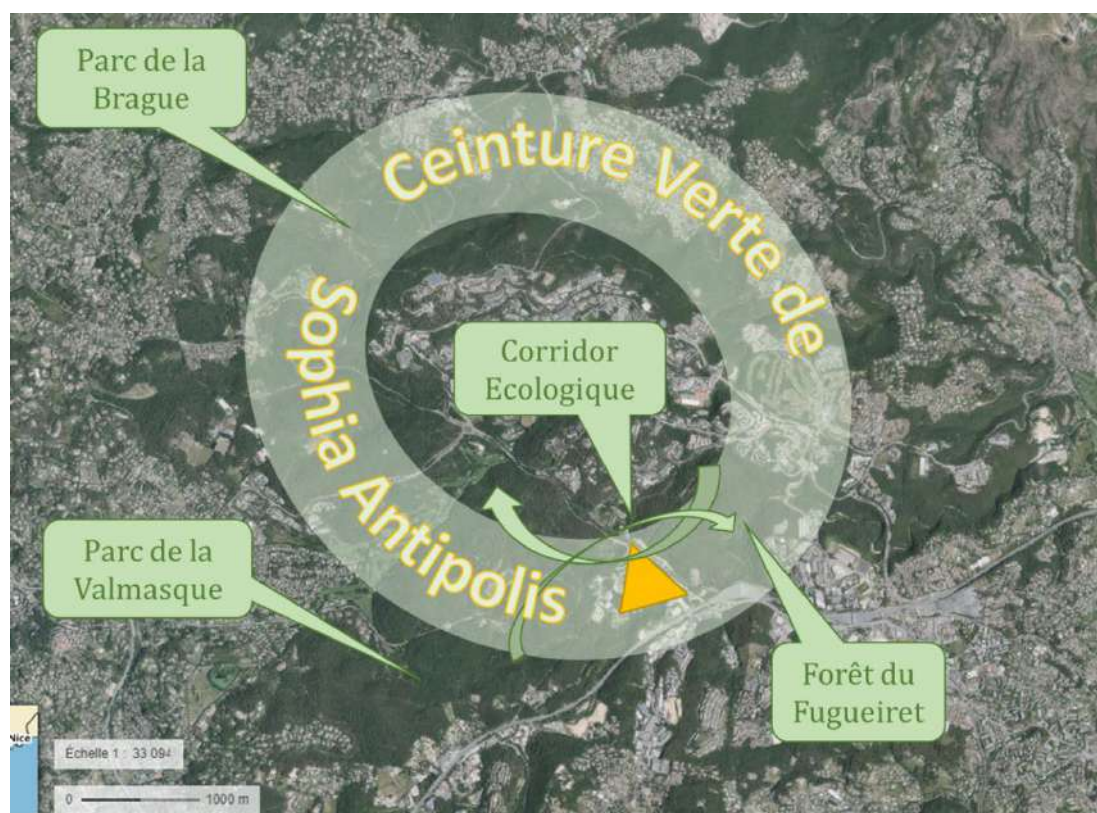 Parc de la
Brague
Ceinture Verte de
Sophia Antipolis
Corridor
Ecologique
Parc de la
Valmasque
Forêt du
Fugueiret
Nice
Échelle 1 : 33 094
0 1000 m